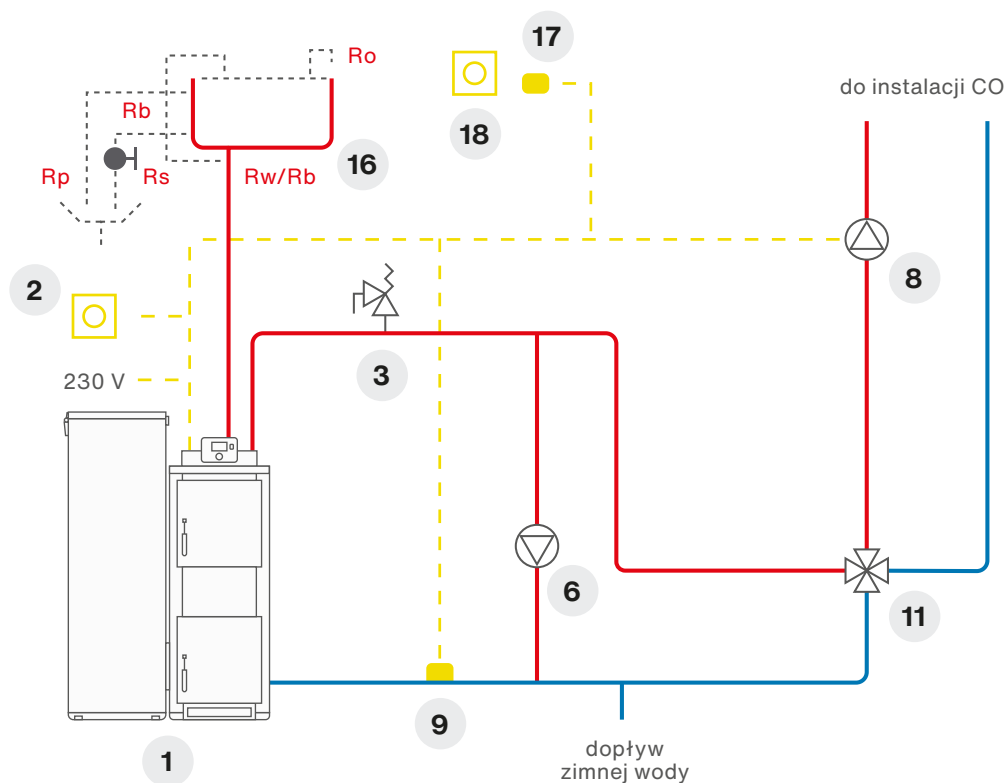 17
Ro
do instalacji CO
Rb
18
16
Rp
Rs
Rw/Rb
2
8
3
230 V
6
11
9
1
dopływ
zimnej wody